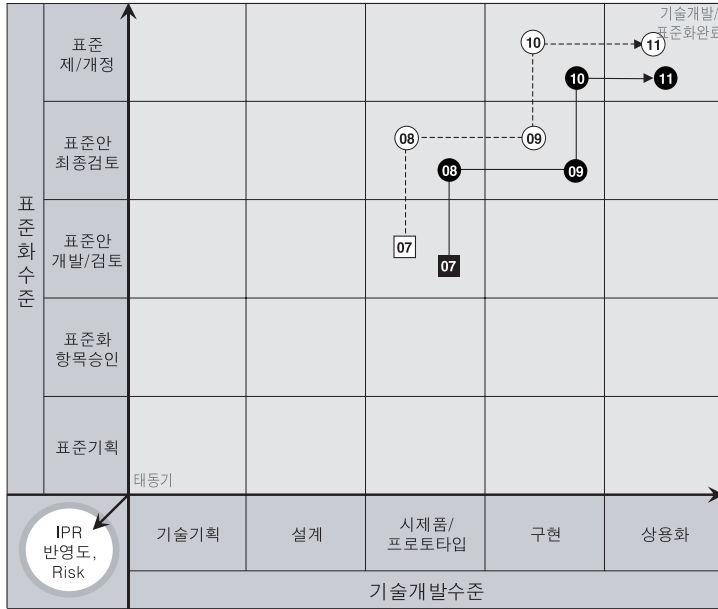 기술개발/
표준화완료
표준
제/개정
10
11
10
11
표준안
최종검토
08
09
08
09
표준화수준
표준안
개발/검토
07
07
표준화
항목승인
표준기획
태동기
IPR
반영도,
Risk
기술기획
설계
시제품/
프로토타입
구현
상용화
기술개발수준